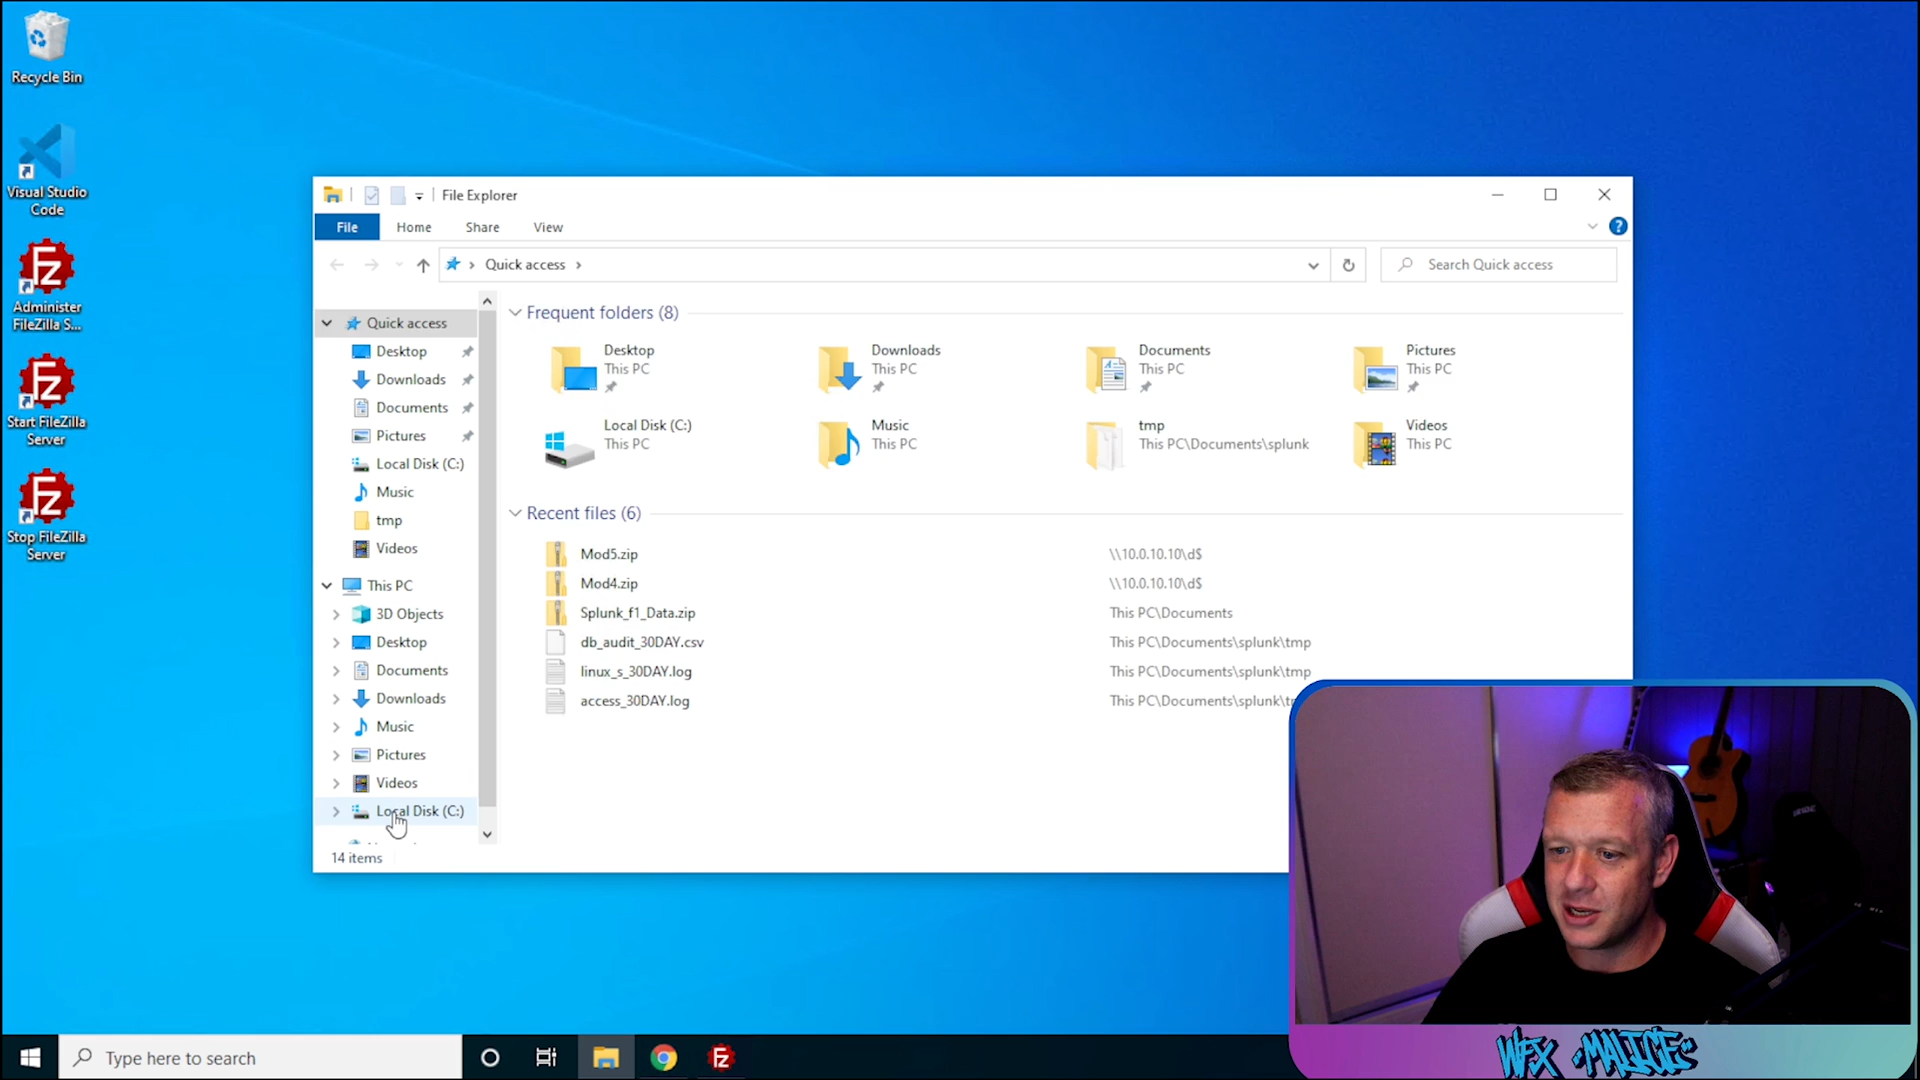 Recycle Bin
Visual Studio
Code
Administer
FileZilla S...
Start FileZilla
Server
Stop FileZilla
Server
File Explorer
File
Home
Share
View
Quick access
Search Quick access
Quick access
Desktop
Downloads
Documents
Pictures
Local Disk (C:)
Music
tmp
Videos
This PC
3D Objects
Desktop
Documents
Downloads
Music
Pictures
Videos
Local Disk (C:)
14 items
Frequent folders (8)
Desktop
This PC
Downloads
This PC
Documents
This PC
Pictures
This PC
Local Disk (C:)
This PC
Music
This PC
tmp
This PC\Documents\splunk
Videos
This PC
Recent files (6)
Mod5.zip
\\10.0.10.10\d$
Mod4.zip
\\10.0.10.10\d$
Splunk_f1_Data.zip
This PC\Documents
db_audit_30DAY.csv
This PC\Documents\splunk\tmp
linux_s_30DAY.log
This PC\Documents\splunk\tmp
access_30DAY.log
This PC\Documents\splunk\
Type here to search
MALICE